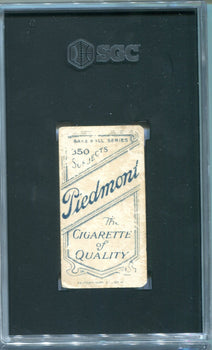 SGC
BASE BALL SERIES
350
SUBJECTS
Piedmont
The
CIGARETTE
of
QUALITY